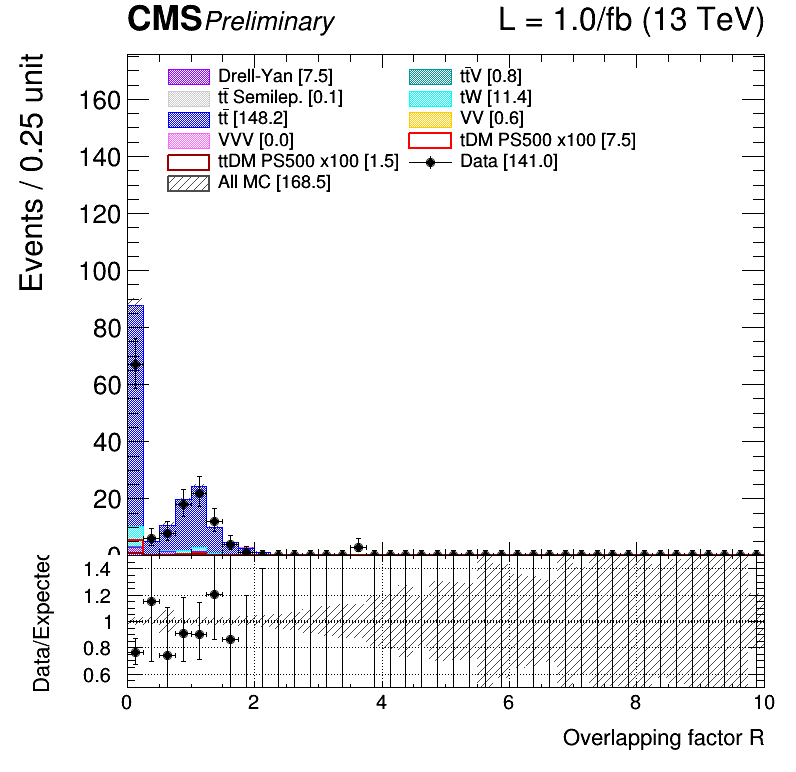 CMS Preliminary L = 1.0/fb (13 TeV)
Events / 0.25 unit
160
140
120
100
80
60
40
20
0
Drell-Yan [7.5]
tt̄ Semilep. [0.1]
tt̄ [148.2]
VVV [0.0]
ttDM PS500 x100 [1.5]
All MC [168.5]
tt̄V [0.8]
tW [11.4]
VV [0.6]
tDM PS500 x100 [7.5]
Data [141.0]
Data/Expected
1.4
1.2
1
0.8
0.6
0 2 4 6 8 10
Overlapping factor R